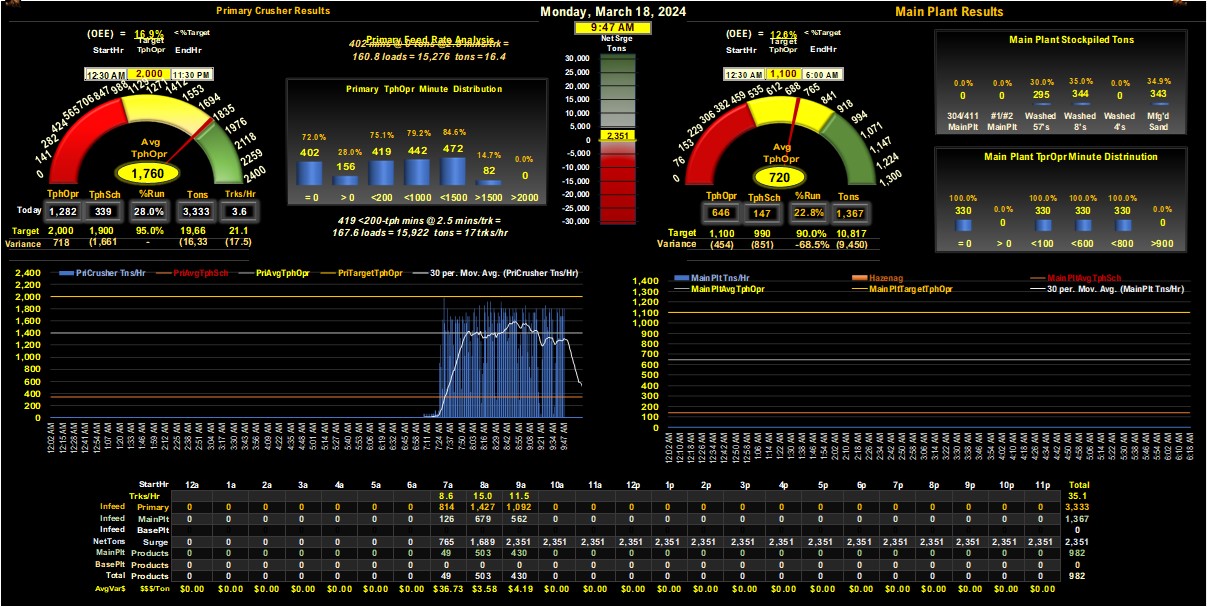 Primary Crusher Results
Monday, March 18, 2024
Main Plant Results
9:47 AM
(OEE) = 16.9% <%Target
Target
StartHr TphOpr EndHr
12:30 AM 2,000 11:30 PM
0 141 282 424 565 706 847 988 1129 1271 1412 1553 1694 1835 1976 2118 2259 2400
Avg
TphOpr
1,760
TphOpr TphSch %Run Tons Trks/Hr
Today 1,282 339 28.0% 3,333 3.6
Target 2,000 1,900 95.0% 19,66 21.1
Variance 718 (1,661 - (16,33 (17.5)
Primary Feed Rate Analysis
402 mins @ 0 tons @2.5 mins/trk =
160.8 loads = 15,276 tons = 16.4
Primary TphOpr Minute Distribution
72.0% 28.0% 75.1% 79.2% 84.6% 14.7% 0.0%
402 156 419 442 472 82 0
= 0 > 0 <200 <1000 <1500 >1500 >2000
419 <200-tph mins @ 2.5 mins/trk =
167.6 loads = 15,922 tons = 17trks/hr
Net Srge
Tons
30,000
25,000
20,000
15,000
10,000
5,000
2,351
0
-5,000
-10,000
-15,000
-20,000
-25,000
-30,000
(OEE) = 12.6% <%Target
Target
StartHr TphOpr EndHr
12:30 AM 1,100 6:00 AM
0 76 153 229 306 382 459 535 612 688 765 841 918 994 1,071 1,147 1,224 1,300
Avg
TphOpr
720
TphOpr TphSch %Run Tons
646 147 22.8% 1,367
Target 1,100 990 90.0% 10,817
Variance (454) (851) -68.5% (9,450)
Main Plant Stockpiled Tons
0.0% 0.0% 30.0% 35.0% 0.0% 34.9%
0 0 295 344 0 343
304/411 #1/#2 Washed Washed Washed Mfg'd
MainPlt MainPlt 57's 8's 4's Sand
Main Plant TprOpr Minute Distrinution
100.0% 0.0% 100.0% 100.0% 100.0% 0.0%
330 0 330 330 330 0
= 0 > 0 <100 <600 <800 >900
PriCrusher Tns/Hr PriAvgTphSch PriAvgTphOpr PriTargetTphOpr 30 per. Mov. Avg. (PriCrusher Tns/Hr)
2,400
2,200
2,000
1,800
1,600
1,400
1,200
1,000
800
600
400
200
0
12:02 AM 12:15 AM 12:28 AM 12:41 AM 12:54 AM 1:07 AM 1:20 AM 1:33 AM 1:46 AM 1:59 AM 2:12 AM 2:25 AM 2:38 AM 2:51 AM 3:04 AM 3:17 AM 3:30 AM 3:43 AM 3:56 AM 4:09 AM 4:22 AM 4:35 AM 4:48 AM 5:01 AM 5:14 AM 5:27 AM 5:40 AM 5:53 AM 6:06 AM 6:19 AM 6:32 AM 6:45 AM 6:58 AM 7:11 AM 7:24 AM 7:37 AM 7:50 AM 8:03 AM 8:16 AM 8:29 AM 8:42 AM 8:55 AM 9:08 AM 9:21 AM 9:34 AM 9:47 AM
MainPlt Tns/Hr Hazenag MainPltAvgTphSch
MainPltAvgTphOpr MainPltTargetTphOpr 30 per. Mov. Avg. (MainPlt Tns/Hr)
1,400
1,300
1,200
1,100
1,000
900
800
700
600
500
400
300
200
100
0
12:02 AM 12:10 AM 12:18 AM 12:26 AM 12:34 AM 12:42 AM 12:50 AM 12:58 AM 1:06 AM 1:14 AM 1:22 AM 1:30 AM 1:38 AM 1:46 AM 1:54 AM 2:02 AM 2:10 AM 2:18 AM 2:26 AM 2:34 AM 2:42 AM 2:50 AM 2:58 AM 3:06 AM 3:14 AM 3:22 AM 3:30 AM 3:38 AM 3:46 AM 3:54 AM 4:02 AM 4:10 AM 4:18 AM 4:26 AM 4:34 AM 4:42 AM 4:50 AM 4:58 AM 5:06 AM 5:14 AM 5:22 AM 5:30 AM 5:38 AM 5:46 AM 5:54 AM 6:02 AM 6:10 AM 6:18 AM
StartHr 12a 1a 2a 3a 4a 5a 6a 7a 8a 9a 10a 11a 12p 1p 2p 3p 4p 5p 6p 7p 8p 9p 10p 11p Total
Trks/Hr 8.6 15.0 11.5 35.1
Infeed Primary 0 0 0 0 0 0 0 814 1,427 1,092 0 0 0 0 0 0 0 0 0 0 0 0 0 0 3,333
Infeed MainPlt 0 0 0 0 0 0 0 126 679 562 0 0 0 0 0 0 0 0 0 0 0 0 0 0 1,367
Infeed BasePlt 0
NetTons Surge 0 0 0 0 0 0 0 765 1,689 2,351 2,351 2,351 2,351 2,351 2,351 2,351 2,351 2,351 2,351 2,351 2,351 2,351 2,351 2,351 2,351
MainPlt Products 0 0 0 0 0 0 0 49 503 430 0 0 0 0 0 0 0 0 0 0 0 0 0 0 982
BasePlt Products 0 0 0 0 0 0 0 0 0 0 0 0 0 0 0 0 0 0 0 0 0 0 0 0 0
Total Products 0 0 0 0 0 0 0 49 503 430 0 0 0 0 0 0 0 0 0 0 0 0 0 0 982
AvgVar$ $$$/Ton $0.00 $0.00 $0.00 $0.00 $0.00 $0.00 $0.00 $36.73 $3.58 $4.19 $0.00 $0.00 $0.00 $0.00 $0.00 $0.00 $0.00 $0.00 $0.00 $0.00 $0.00 $0.00 $0.00 $0.00